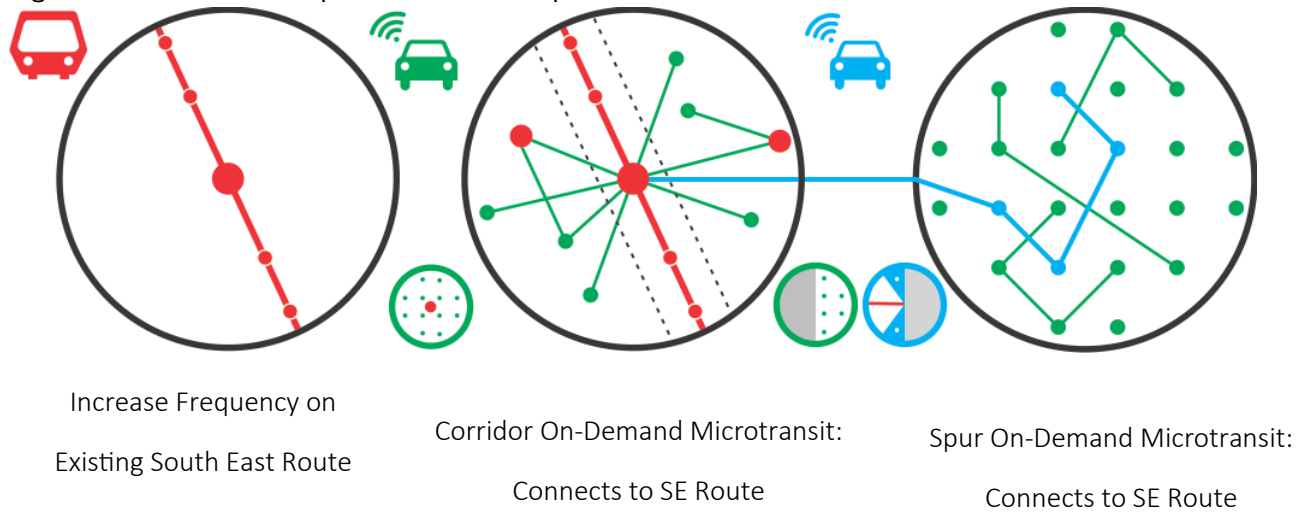 Increase Frequency on
Existing South East Route
Corridor On-Demand Microtransit:
Connects to SE Route
Spur On-Demand Microtransit:
Connects to SE Route